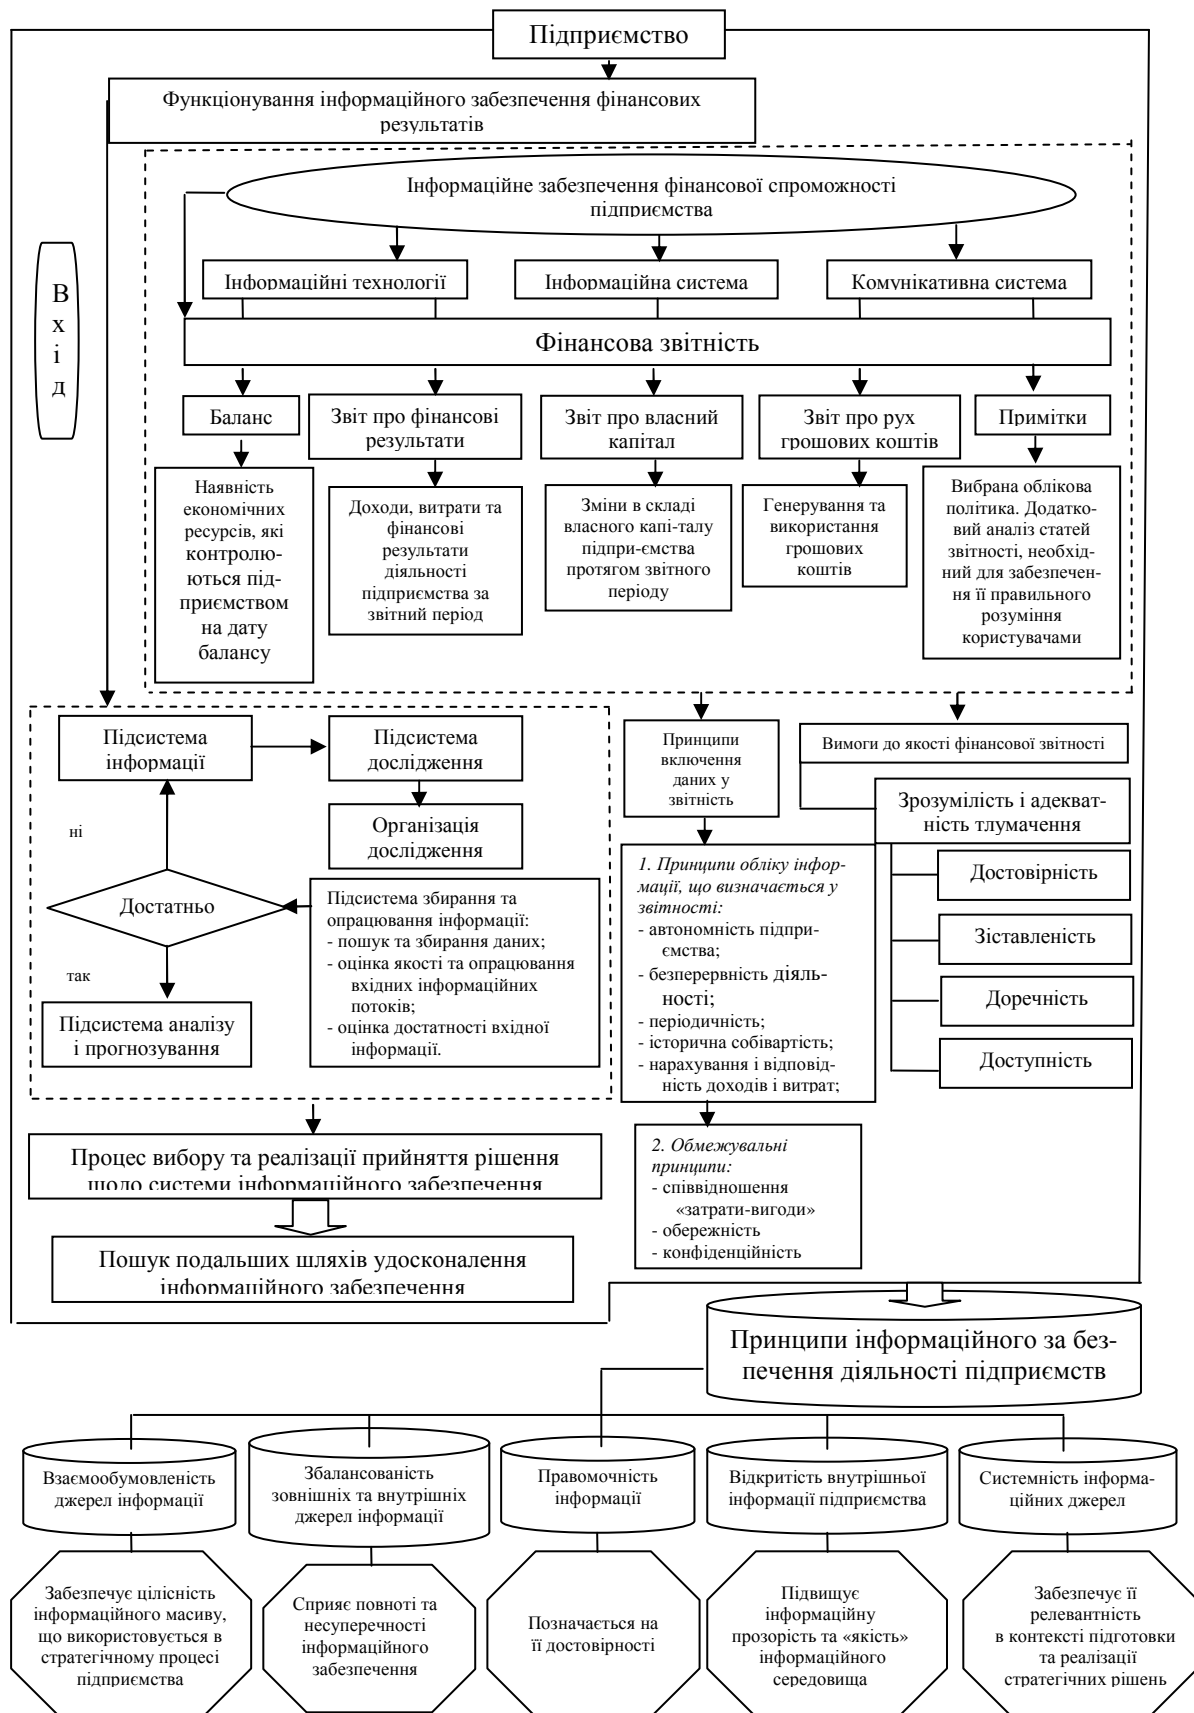 Підприємство
Функціонування інформаційного забезпечення фінансових
результатів
Інформаційне забезпечення фінансової спроможності
підприємства
В
х
і
д
Інформаційні технології
Інформаційна система
Комунікативна система
Фінансова звітність
Баланс
Звіт про фінансові
результати
Звіт про власний
капітал
Звіт про рух
грошових коштів
Примітки
Наявність
економічних
ресурсів, які
контролю-
ються під-
приємством
на дату
балансу
Доходи, витрати та
фінансові
результати
діяльності
підприємства за
звітний період
Зміни в складі
власного капі-талу
підпри-ємства
протягом звітного
періоду
Генерування та
використання
грошових
коштів
Вибрана облікова
політика. Додатко-
вий аналіз статей
звітності, необхід-
ний для забезпечен-
ня її правильного
розуміння
користувачами
Підсистема
інформації
Підсистема
дослідження
Організація
дослідження
ні
Достатньо
так
Підсистема аналізу
і прогнозування
Підсистема збирання та
опрацювання інформації:
- пошук та збирання даних;
- оцінка якості та опрацювання
вхідних інформаційних
потоків;
- оцінка достатності вхідної
інформації.
Принципи
включення
даних у
звітність
Вимоги до якості фінансової звітності
Зрозумілість і адекват-
ність тлумачення
Достовірність
Зіставленість
Доречність
Доступність
1. Принципи обліку інфор-
мації, що визначається у
звітності:
- автономність підпри-
ємства;
- безперервність діяль-
ності;
- періодичність;
- історична собівартість;
- нарахування і відповід-
ність доходів і витрат;
2. Обмежувальні
принципи:
- співвідношення
«затрати-вигоди»
- обережність
- конфіденційність
Процес вибору та реалізації прийняття рішення
щодо системи інформаційного забезпечення
Пошук подальших шляхів удосконалення
інформаційного забезпечення
Принципи інформаційного за без-
печення діяльності підприємств
Взаємообумовленість
джерел інформації
Збалансованість
зовнішніх та внутрішніх
джерел інформації
Правомочність
інформації
Відкритість внутрішньої
інформації підприємства
Системність інформа-
ційних джерел
Забезпечує цілісність
інформаційного масиву,
що використовується в
стратегічному процесі
підприємства
Сприяє повноті та
несуперечності
інформаційного
забезпечення
Позначається на
її достовірності
Підвищує
інформаційну
прозорість та «якість»
інформаційного
середовища
Забезпечує її
релевантність
в контексті підготовки
та реалізації
стратегічних рішень